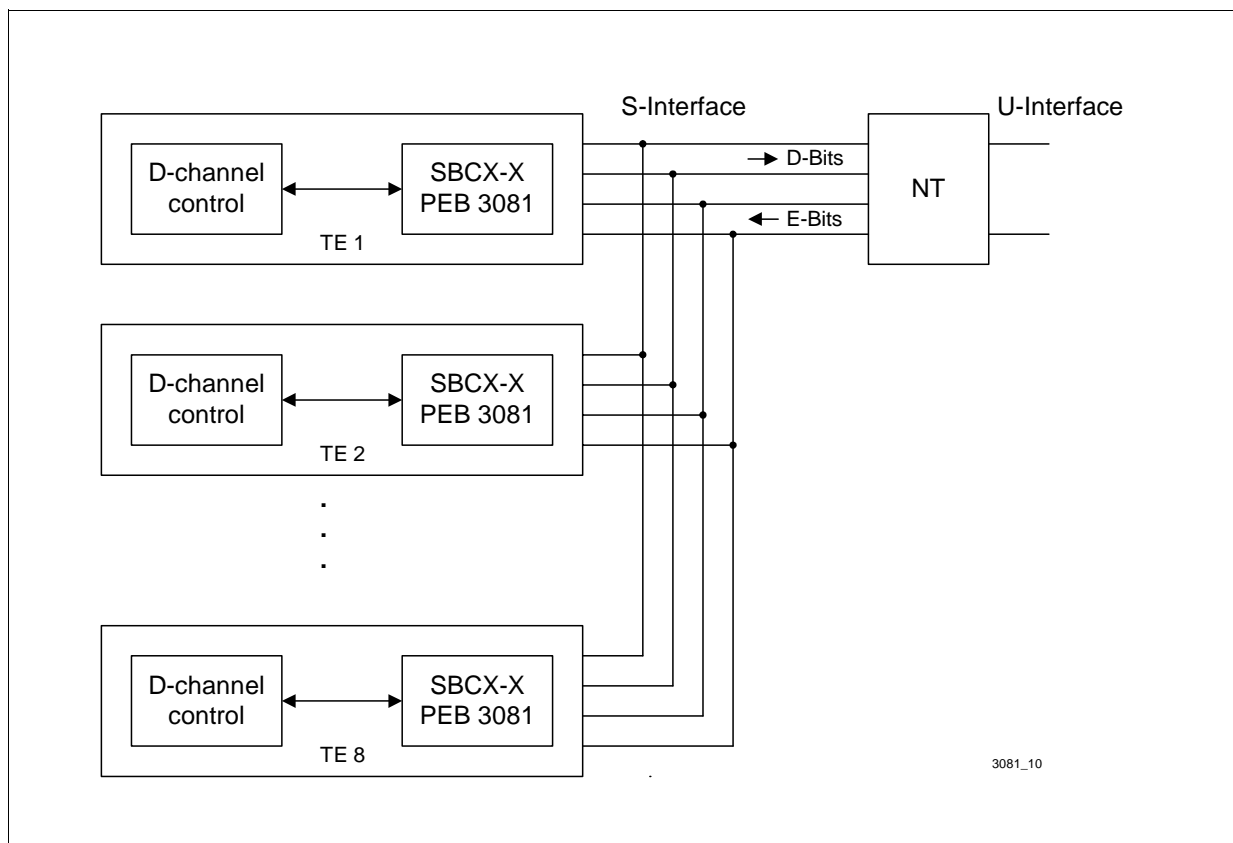 S-Interface
U-Interface
D-channel
control
SBCX-X
PEB 3081
TE 1
D-Bits
E-Bits
NT
D-channel
control
SBCX-X
PEB 3081
TE 2
.
.
.
D-channel
control
SBCX-X
PEB 3081
TE 8
3081_10